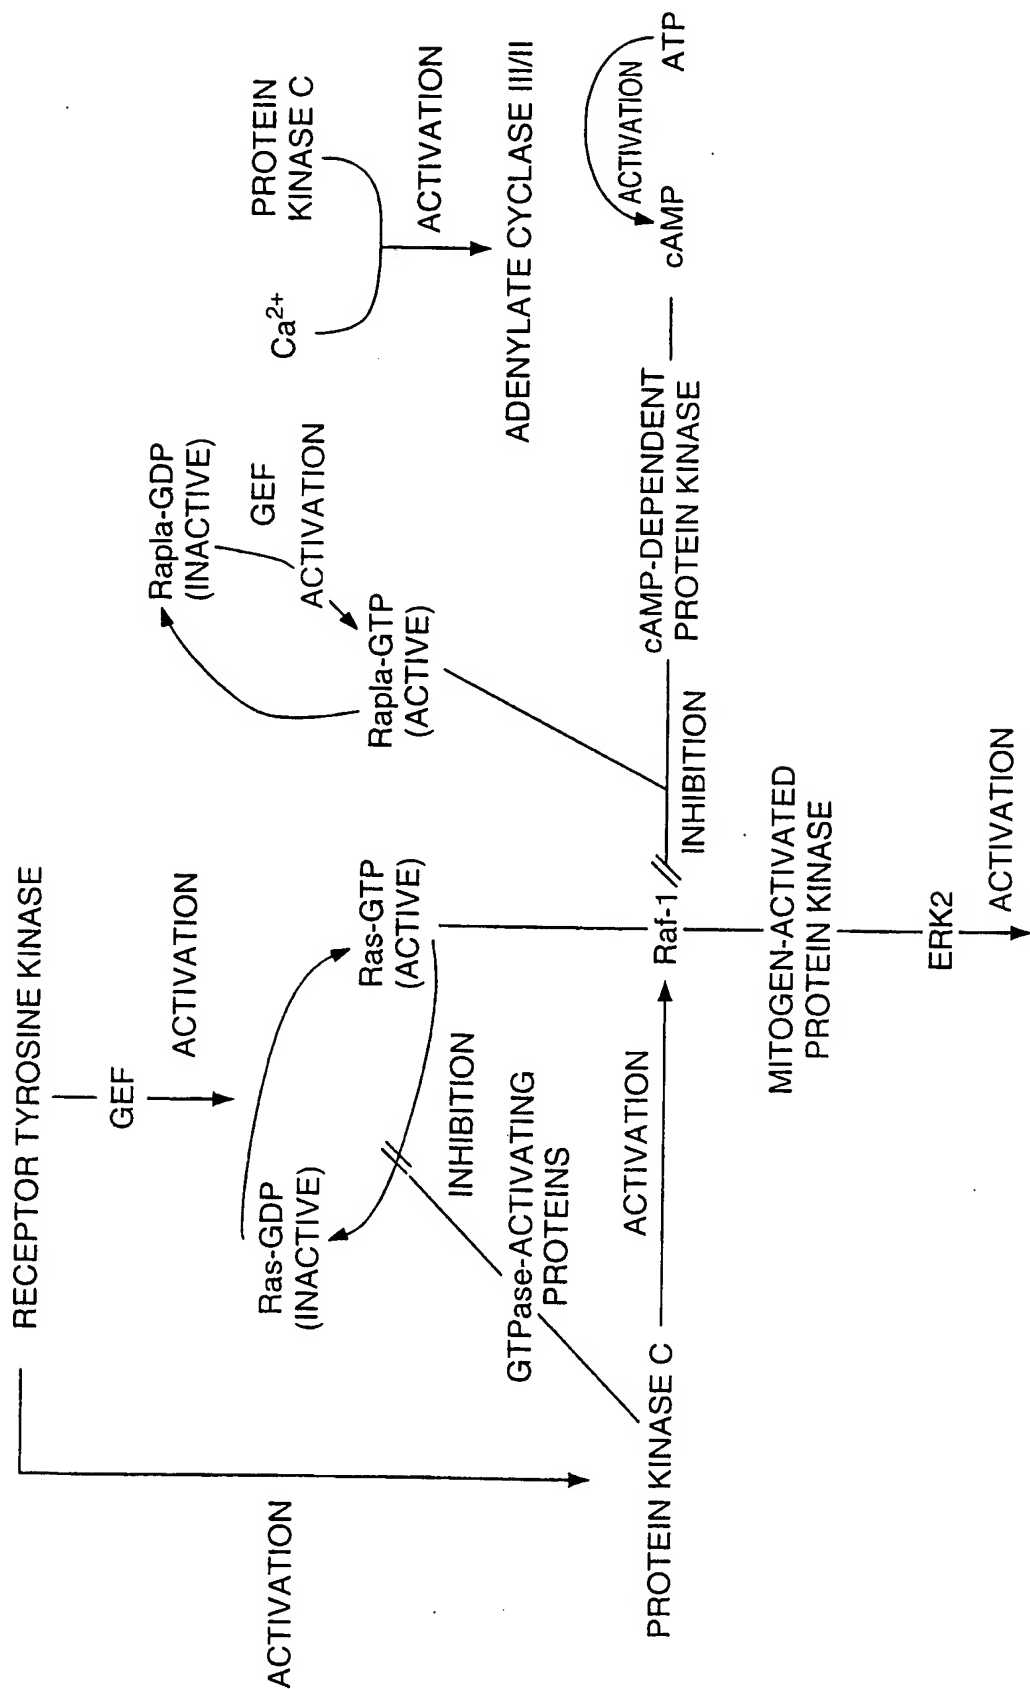 RECEPTOR TYROSINE KINASE
ACTIVATION
GEF
ACTIVATION
Ras-GDP
(INACTIVE)
Ras-GTP
(ACTIVE)
INHIBITION
GTPase-ACTIVATING
PROTEINS
PROTEIN KINASE C
ACTIVATION
Raf-1
MITOGEN-ACTIVATED
PROTEIN KINASE
ERK2
ACTIVATION
Rapla-GDP
(INACTIVE)
GEF
ACTIVATION
Rapla-GTP
(ACTIVE)
INHIBITION
cAMP-DEPENDENT
PROTEIN KINASE
Ca2+
PROTEIN
KINASE C
ACTIVATION
ADENYLATE CYCLASE III/II
ACTIVATION
cAMP
ATP